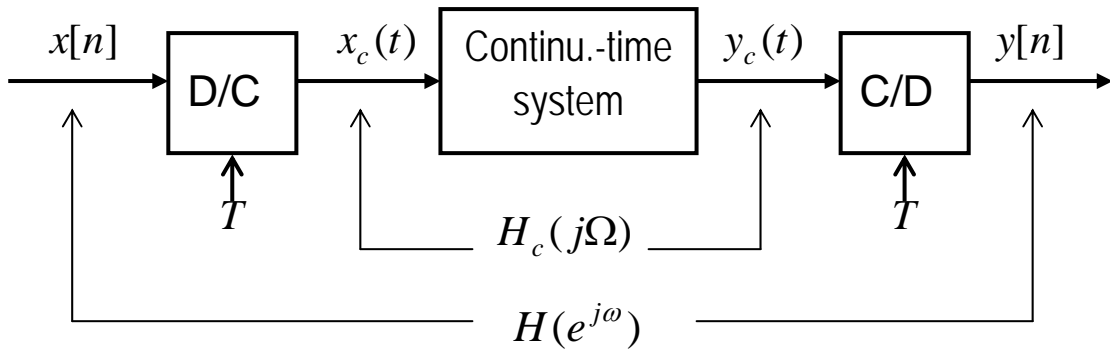 x[n]
D/C
x_c(t)
Continu.-time
system
y_c(t)
C/D
y[n]
T
T
H_c(jΩ)
H(e^{jω})